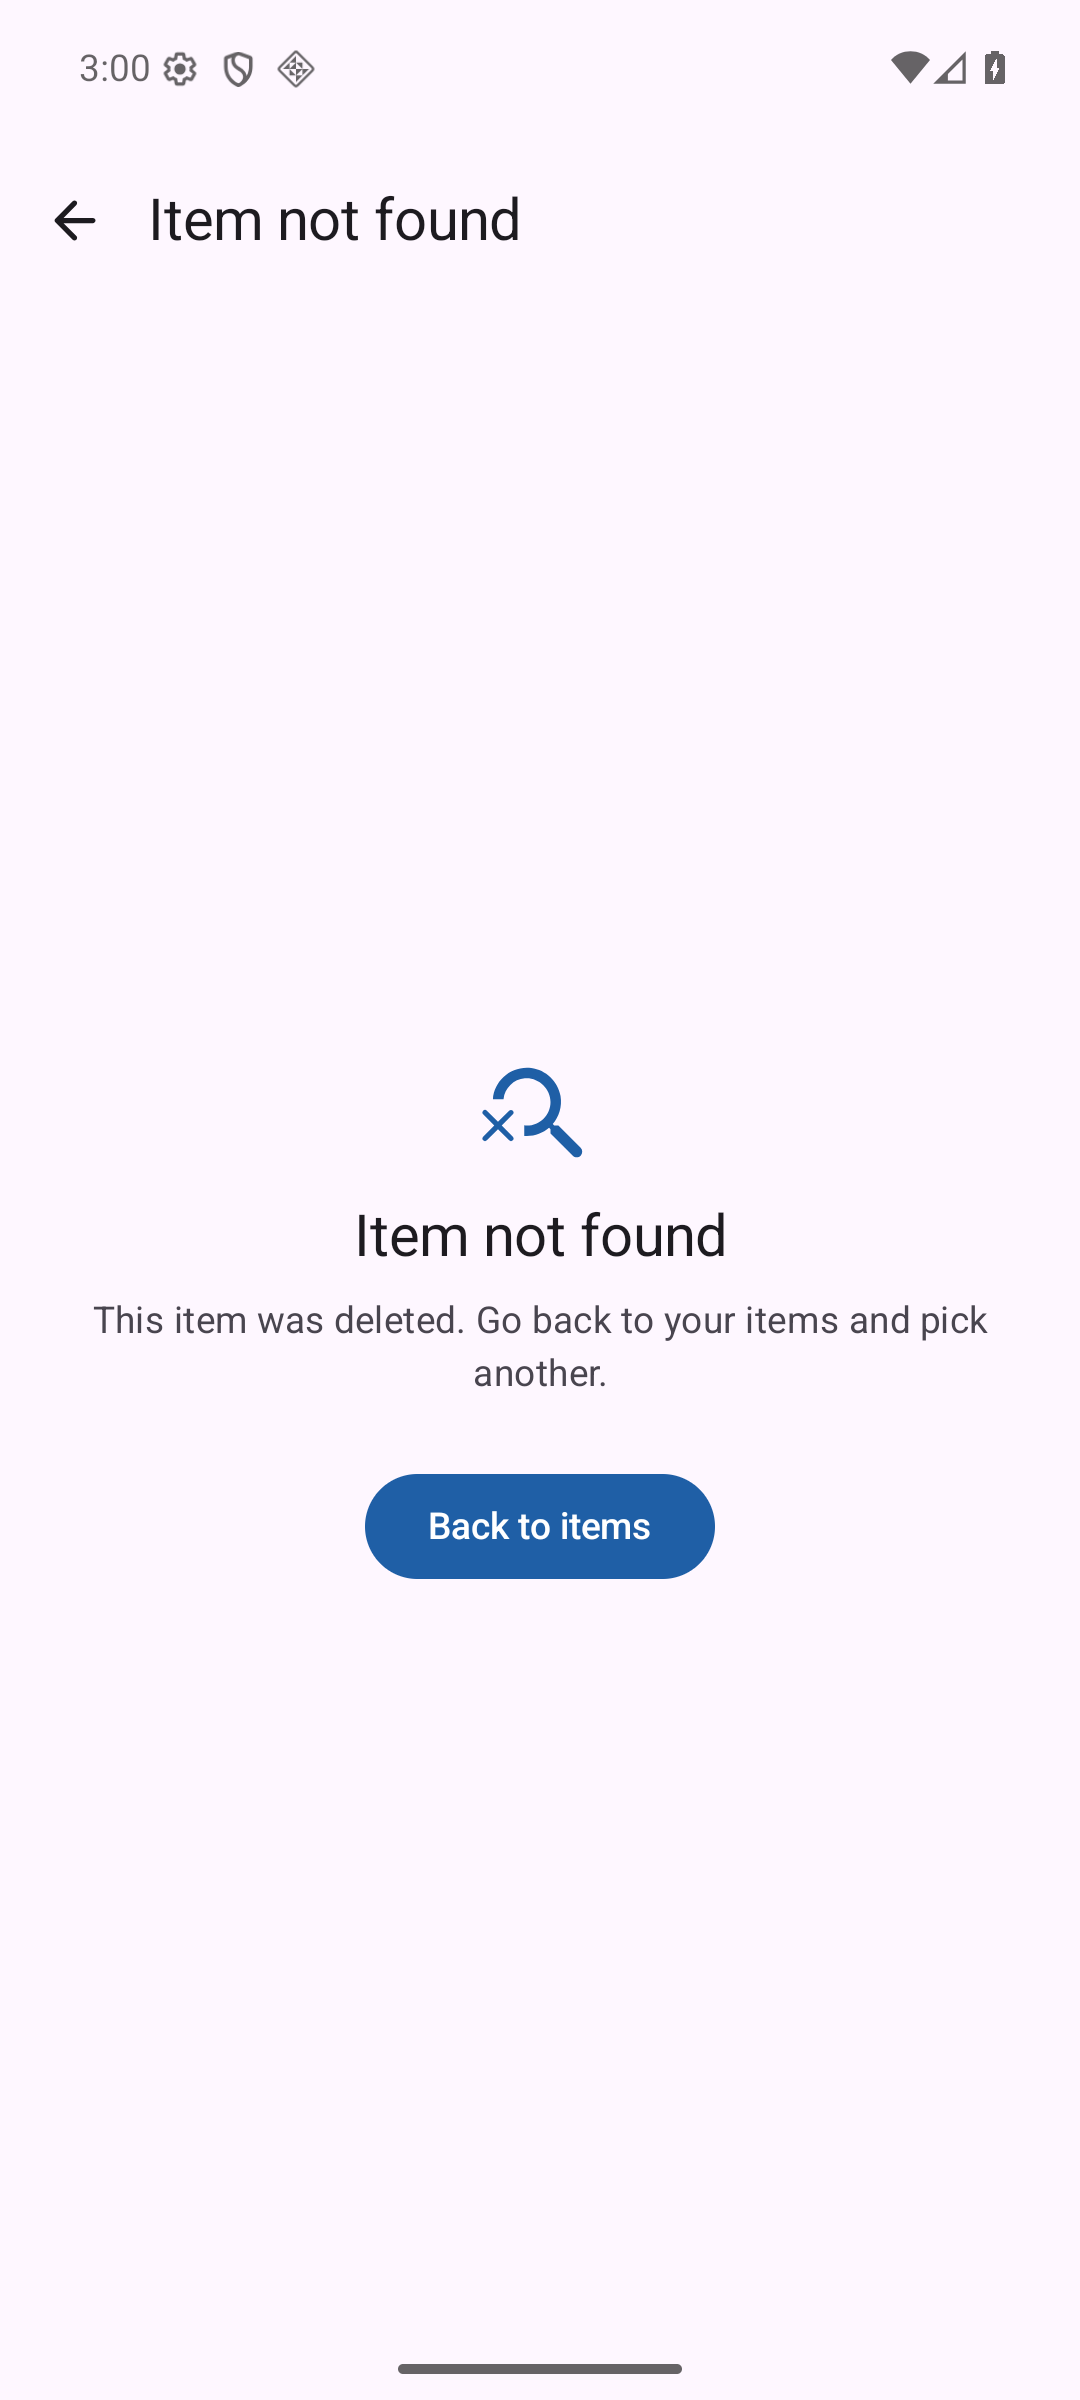 3:00
Item not found
Item not found
This item was deleted. Go back to your items and pick
another.
Back to items